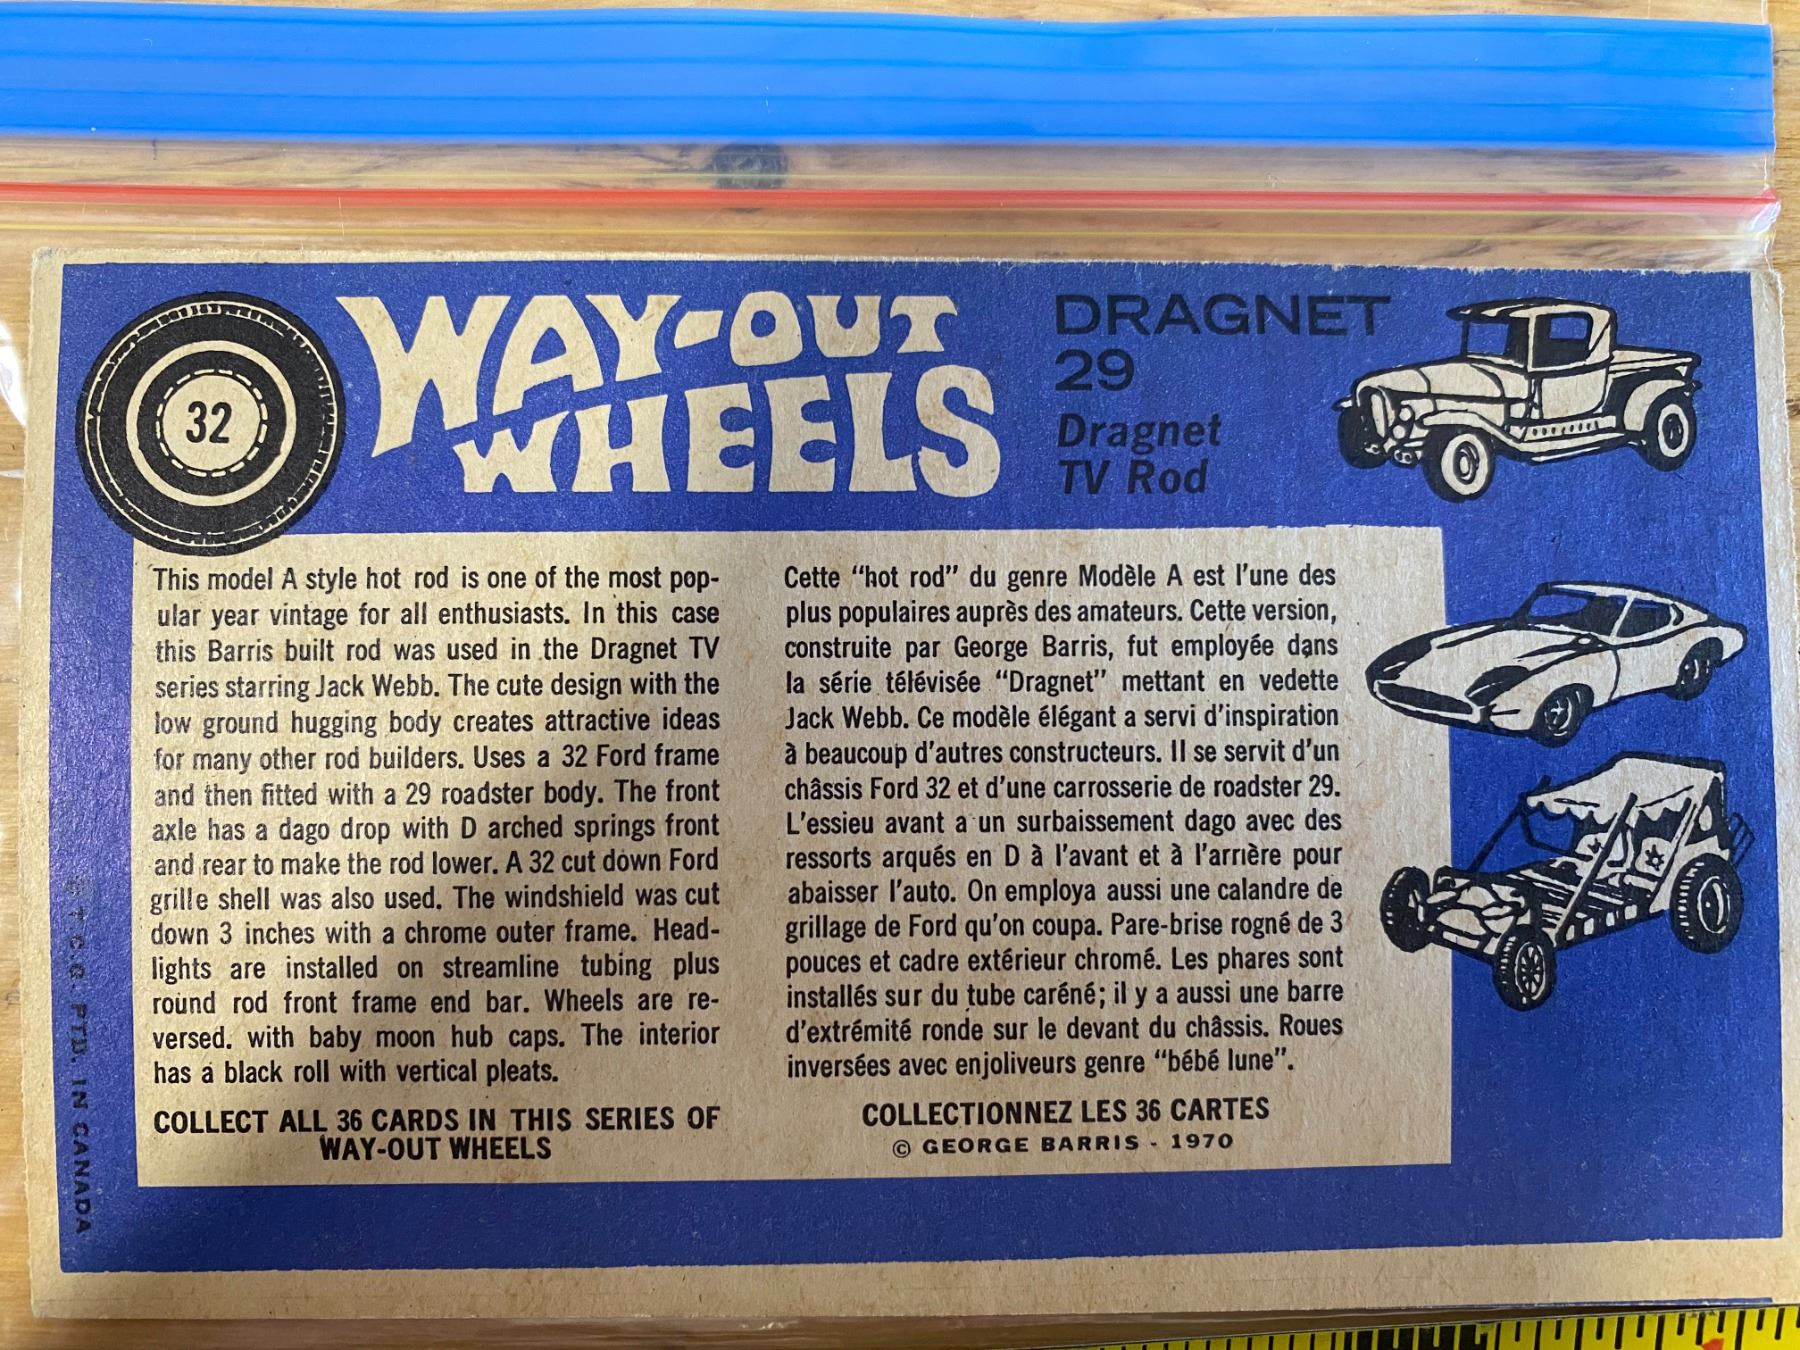 32
WAY-OUT
WHEELS
DRAGNET
29
Dragnet
TV Rod
This model A style hot rod is one of the most pop-
ular year vintage for all enthusiasts. In this case
this Barris built rod was used in the Dragnet TV
series starring Jack Webb. The cute design with the
low ground hugging body creates attractive ideas
for many other rod builders. Uses a 32 Ford frame
and then fitted with a 29 roadster body. The front
axle has a dago drop with D arched springs front
and rear to make the rod lower. A 32 cut down Ford
grille shell was also used. The windshield was cut
down 3 inches with a chrome outer frame. Head-
lights are installed on streamline tubing plus
round rod front frame end bar. Wheels are re-
versed. with baby moon hub caps. The interior
has a black roll with vertical pleats.
COLLECT ALL 36 CARDS IN THIS SERIES OF
WAY-OUT WHEELS
Cette "hot rod" du genre Modèle A est l'une des
plus populaires auprès des amateurs. Cette version,
construite par George Barris, fut employée dans
la série télévisée "Dragnet" mettant en vedette
Jack Webb. Ce modèle élégant a servi d'inspiration
à beaucoup d'autres constructeurs. Il se servit d'un
châssis Ford 32 et d'une carrosserie de roadster 29.
L'essieu avant a un surbaissement dago avec des
ressorts arqués en D à l'avant et à l'arrière pour
abaisser l'auto. On employa aussi une calandre de
grillage de Ford qu'on coupa. Pare-brise rogné de 3
pouces et cadre extérieur chromé. Les phares sont
installés sur du tube caréné; il y a aussi une barre
d'extrémité ronde sur le devant du châssis. Roues
inversées avec enjoliveurs genre "bébé lune".
COLLECTIONNEZ LES 36 CARTES
© GEORGE BARRIS - 1970
T. C. G. PTD. IN CANADA